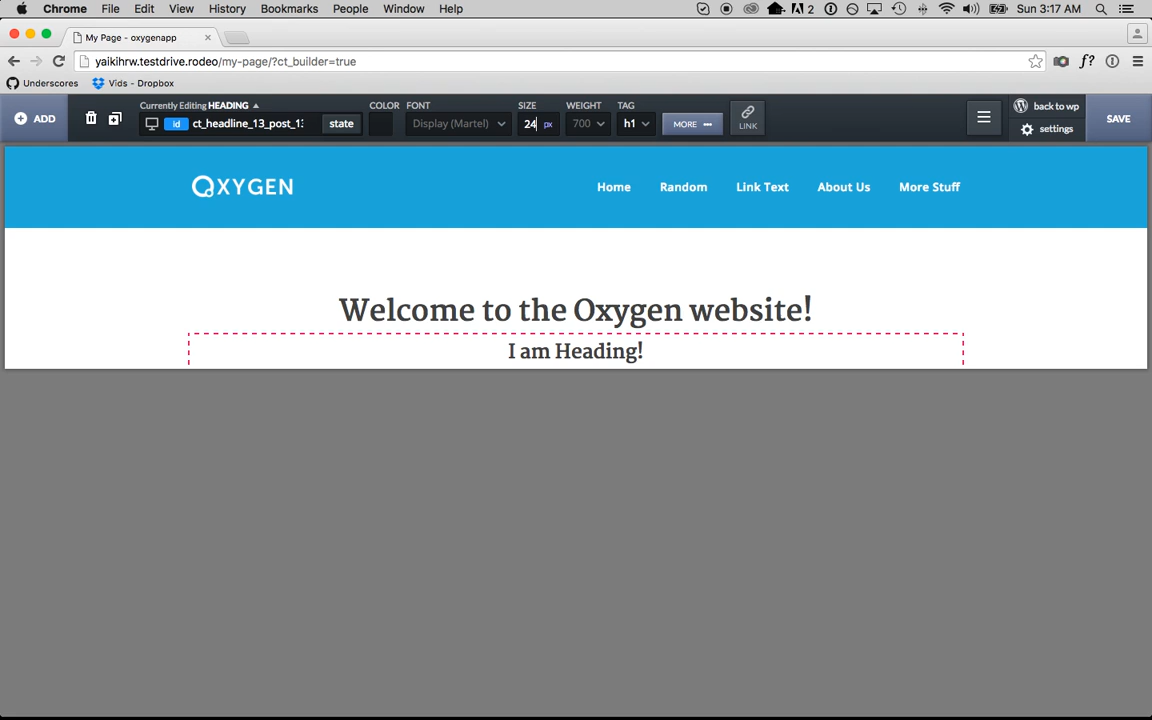 Chrome File Edit View History Bookmarks People Window Help 2 Sun 3:17 AM
My Page - oxygenapp
yaikihrw.testdrive.rodeo/my-page/?ct_builder=true f?
Underscores Vids - Dropbox
ADD
Currently Editing HEADING COLOR FONT SIZE WEIGHT TAG
id ct_headline_13_post_13 state Display (Martel) 24 px 700 h1 MORE LINK
back to wp
settings
SAVE
OXYGEN Home Random Link Text About Us More Stuff
Welcome to the Oxygen website!
I am Heading!